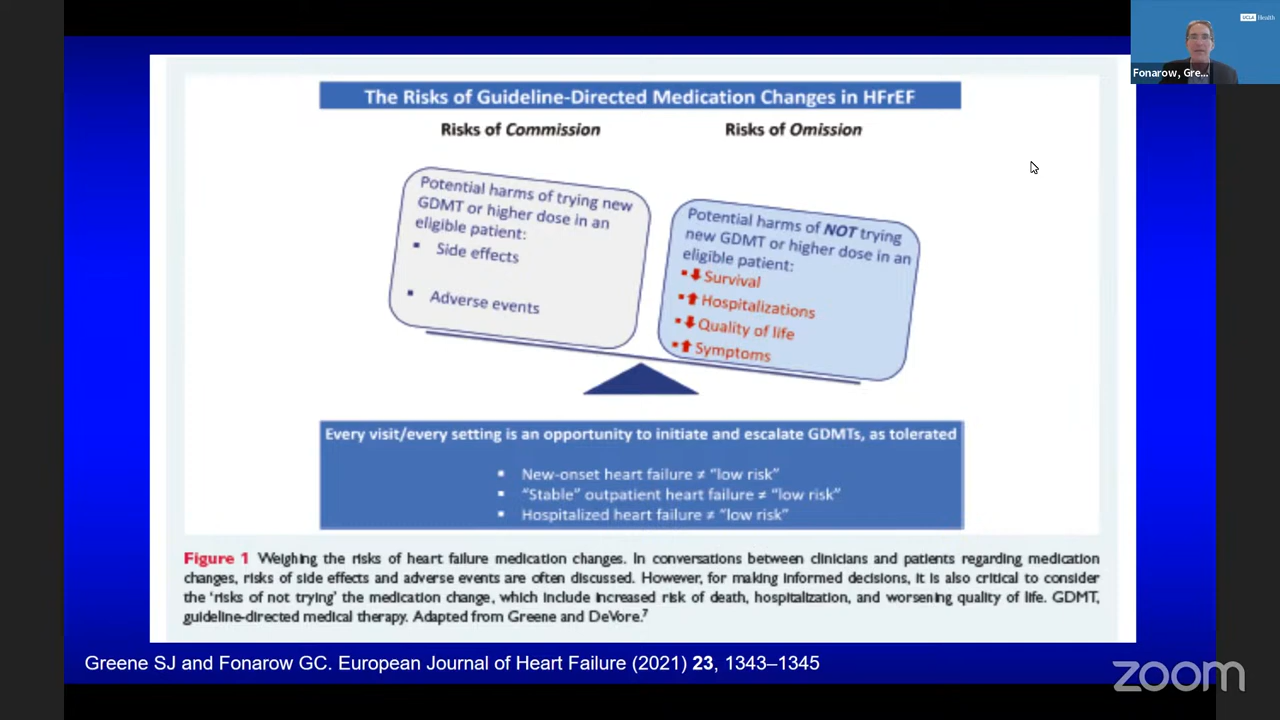 UCLA Health
Fonarow, Gre...
The Risks of Guideline-Directed Medication Changes in HFrEF
Risks of Commission
Risks of Omission
Potential harms of trying new
GDMT or higher dose in an
eligible patient:
▪ Side effects
▪ Adverse events
Potential harms of NOT trying
new GDMT or higher dose in an
eligible patient:
▪⬇Survival
▪⬆Hospitalizations
▪⬇Quality of life
▪⬆Symptoms
Every visit/every setting is an opportunity to initiate and escalate GDMTs, as tolerated
▪ New-onset heart failure ≠ “low risk”
▪ “Stable” outpatient heart failure ≠ “low risk”
▪ Hospitalized heart failure ≠ “low risk”
Figure 1 Weighing the risks of heart failure medication changes. In conversations between clinicians and patients regarding medication
changes, risks of side effects and adverse events are often discussed. However, for making informed decisions, it is also critical to consider
the ‘risks of not trying’ the medication change, which include increased risk of death, hospitalization, and worsening quality of life. GDMT,
guideline-directed medical therapy. Adapted from Greene and DeVore.⁷
Greene SJ and Fonarow GC. European Journal of Heart Failure (2021) 23, 1343–1345
zoom